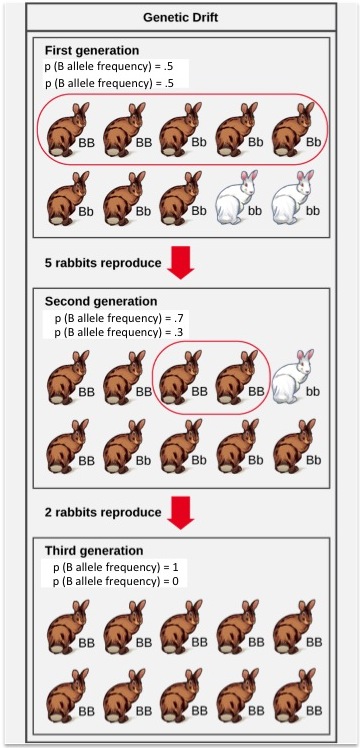 Genetic Drift
First generation
p (B allele frequency) = .5
p (B allele frequency) = .5
BB BB Bb Bb Bb
Bb Bb Bb bb bb
5 rabbits reproduce
Second generation
p (B allele frequency) = .7
p (B allele frequency) = .3
BB BB BB BB bb
BB Bb Bb Bb Bb
2 rabbits reproduce
Third generation
p (B allele frequency) = 1
p (B allele frequency) = 0
BB BB BB BB BB
BB BB BB BB BB